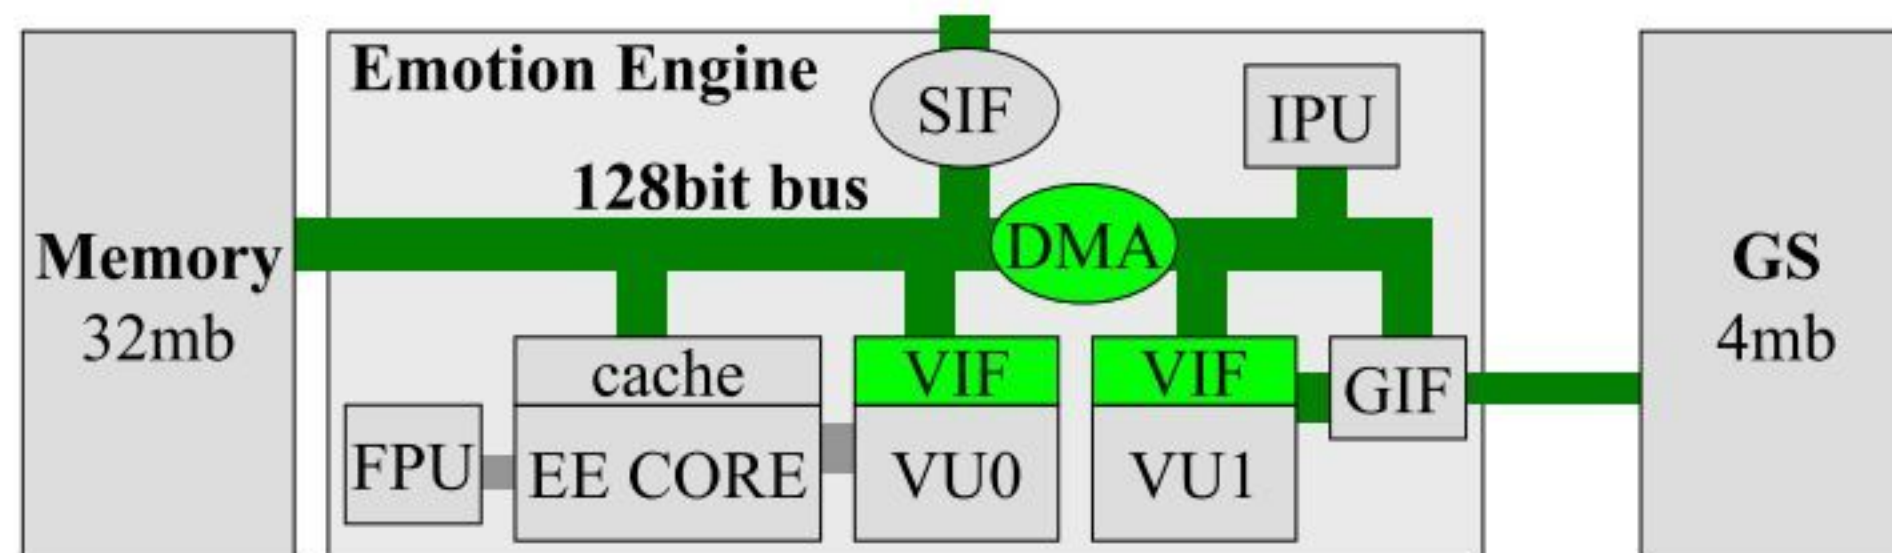 Emotion Engine
SIF
IPU
128bit bus
DMA
Memory
32mb
GS
4mb
cache
VIF
VIF
GIF
FPU
EE CORE
VU0
VU1